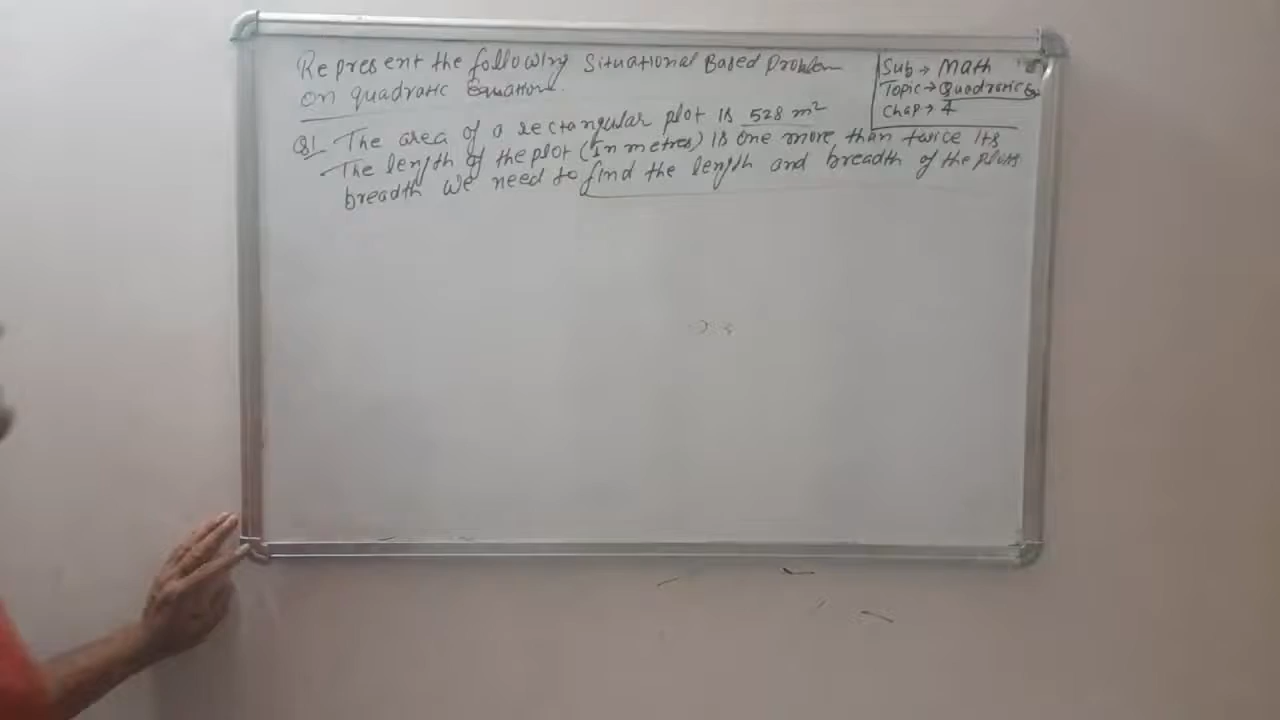 Represent the following Situational Based Problem
on quadratic Equation.
Sub → Math
Topic → Quadratic Eq
Chap → 4
Q1 The area of a rectangular plot is 528 m²
The length of the plot (In metres) is one more than twice its
breadth we need to find the length and breadth of the plot